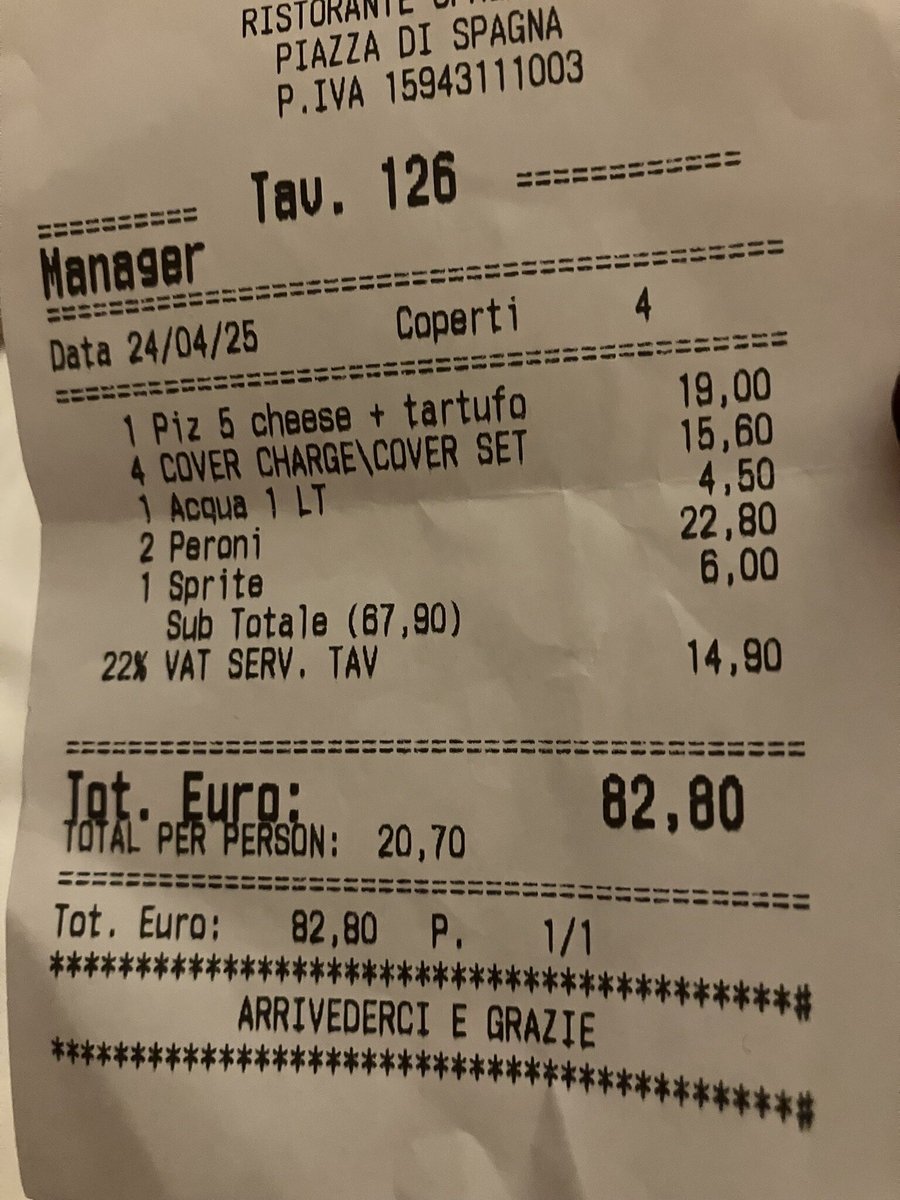 RISTORANTE
PIAZZA DI SPAGNA
P.IVA 15943111003
============ Tav. 126 ============
Manager
==========================================
Data 24/04/25 Coperti 4
==========================================
1 Piz 5 cheese + tartufo 19,00
4 COVER CHARGE\COVER SET 15,60
1 Acqua 1 LT 4,50
2 Peroni 22,80
1 Sprite 6,00
Sub Totale (67,90)
22% VAT SERV. TAV 14,90
==========================================
Tot. Euro: 82,80
TOTAL PER PERSON: 20,70
==========================================
Tot. Euro: 82,80 P. 1/1
*****************************************#
ARRIVEDERCI E GRAZIE
*****************************************#